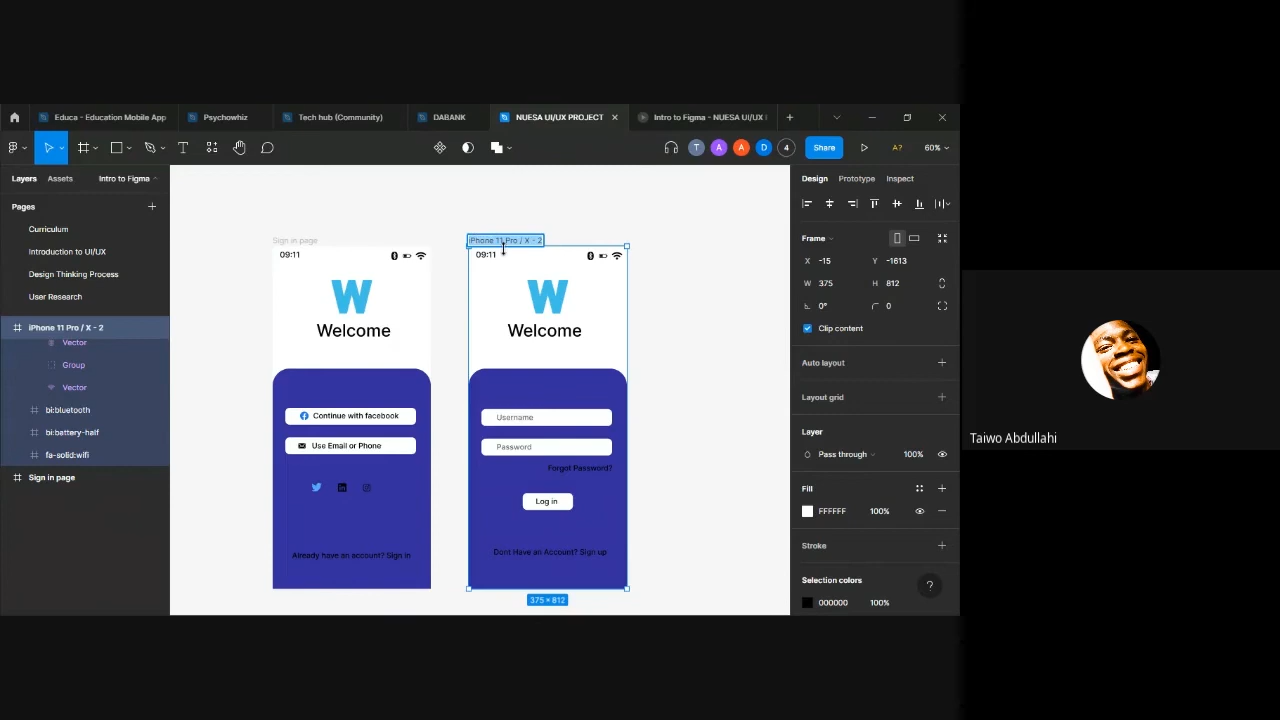 Educa - Education Mobile App
Psychowhiz
Tech hub (Community)
DABANK
NUESA UI/UX PROJECT
Intro to Figma - NUESA UI/UX
T
A
A
D
4
Share
A?
60%
Layers
Assets
Intro to Figma
Pages
Curriculum
Introduction to UI/UX
Design Thinking Process
User Research
iPhone 11 Pro / X - 2
Vector
Group
Vector
bi:bluetooth
bi:battery-half
fa-solid:wifi
Sign in page
Sign in page
09:11
W
Welcome
Continue with facebook
Use Email or Phone
Already have an account? Sign in
iPhone 11 Pro / X - 2
09:11
W
Welcome
Username
Password
Forgot Password?
Log in
Dont Have an Account? Sign up
375 × 812
Design
Prototype
Inspect
Frame
X -15
Y -1613
W 375
H 812
0°
0
Clip content
Auto layout
Layout grid
Layer
Pass through
100%
Fill
FFFFFF
100%
Stroke
Selection colors
?
000000
100%
Taiwo Abdullahi